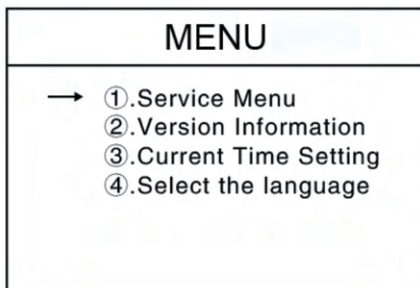 MENU
→ ①.Service Menu
②.Version Information
③.Current Time Setting
④.Select the language